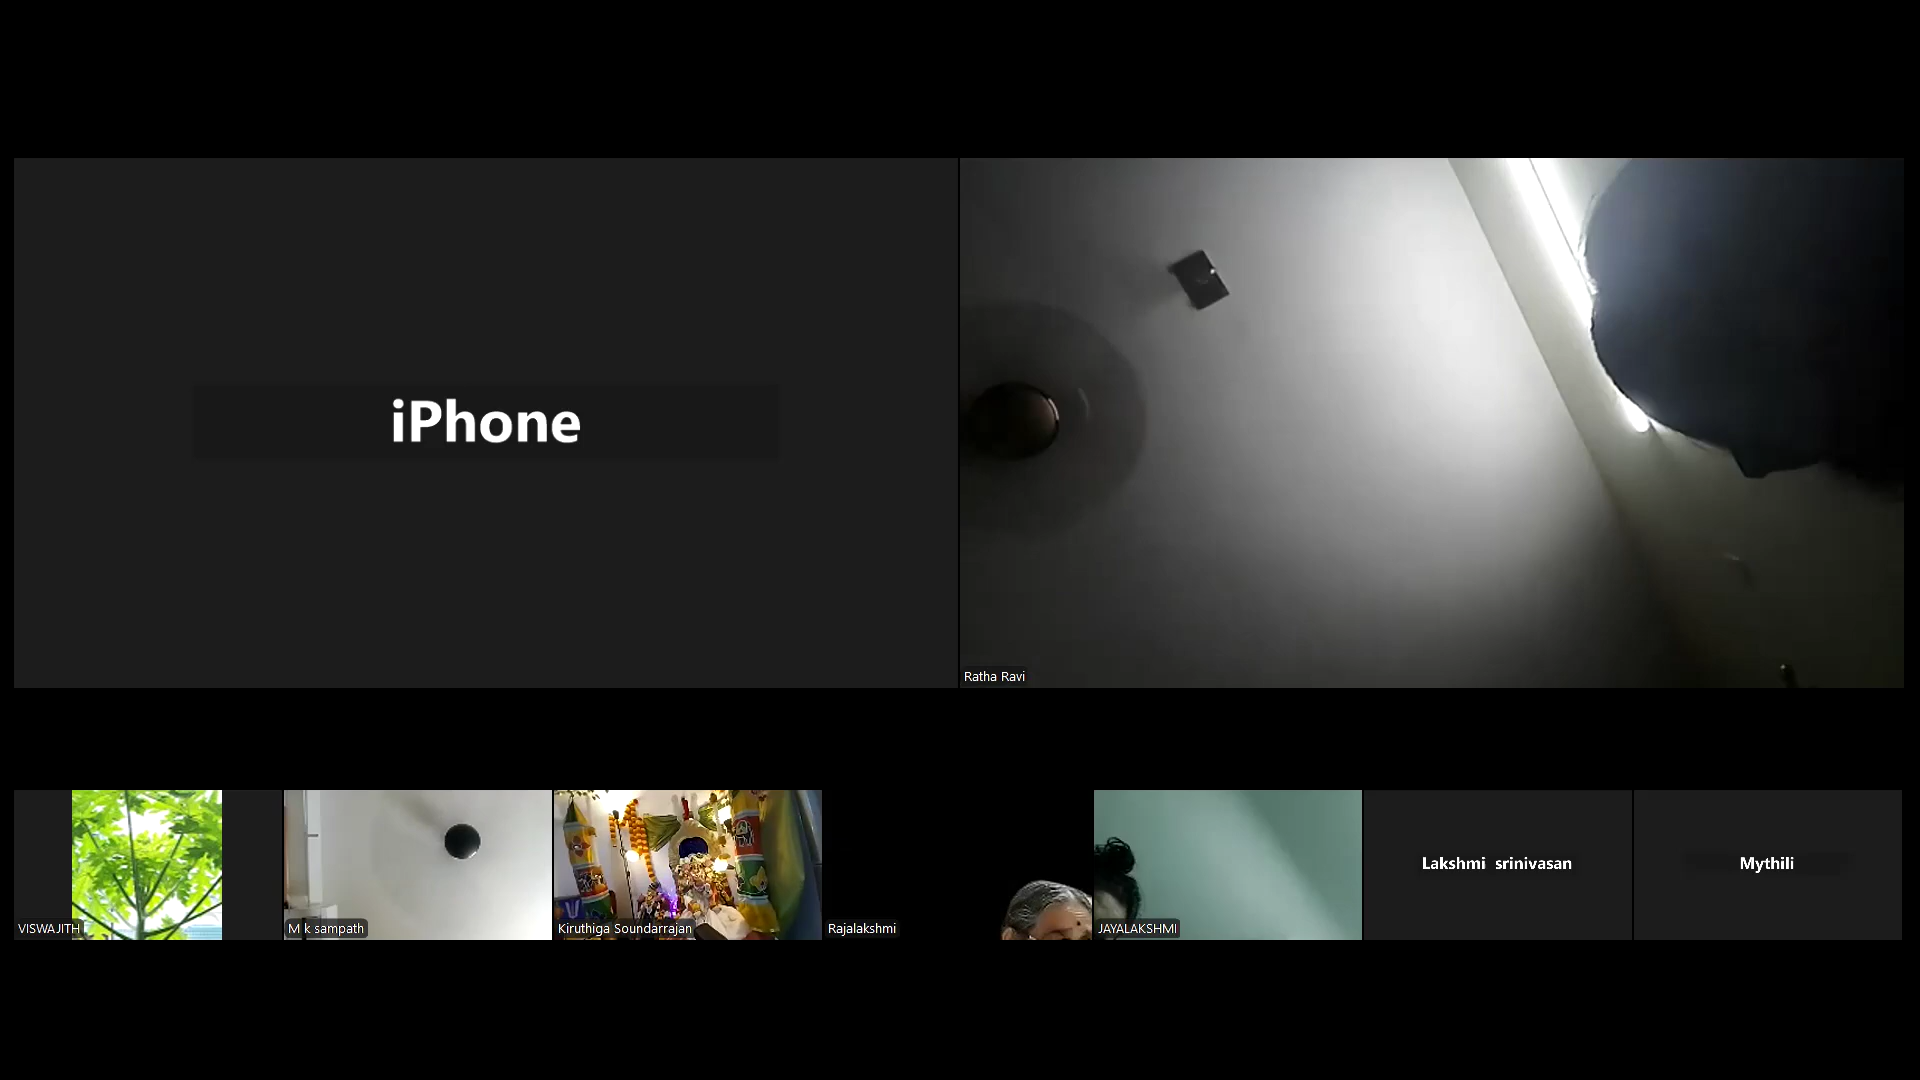 iPhone
Ratha Ravi
VISWAJITH
M k sampath
Kiruthiga Soundarrajan
Rajalakshmi
JAYALAKSHMI
Lakshmi srinivasan
Mythili